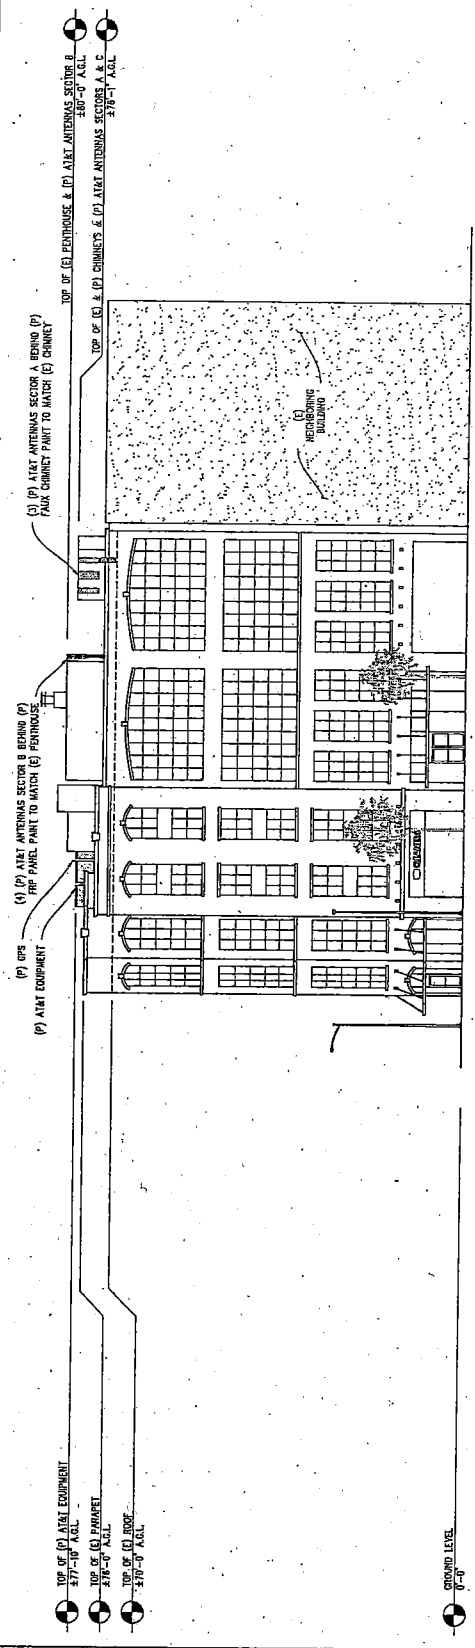 TOP OF (E) PENTHOUSE & (P) AT&T ANTENNAS SECTOR B
±80'-0" A.G.L.
TOP OF (E) & (P) CHIMNEYS & (P) AT&T ANTENNAS SECTORS A & C
±78'-1" A.G.L.
(3) (P) AT&T ANTENNAS SECTOR A BEHIND (P)
FAUX CHIMNEY PAINT TO MATCH (E) CHIMNEY
(4) (P) AT&T ANTENNAS SECTOR B BEHIND (P)
FRP PANEL PAINT TO MATCH (E) PENTHOUSE
(P) GPS
(P) AT&T EQUIPMENT
(E)
NEIGHBORING
BUILDING
TOP OF (P) AT&T EQUIPMENT
±77'-10" A.G.L.
TOP OF (E) PARAPET
±76'-0" A.G.L.
TOP OF (E) ROOF
±70'-0" A.G.L.
GROUND LEVEL
0'-0"